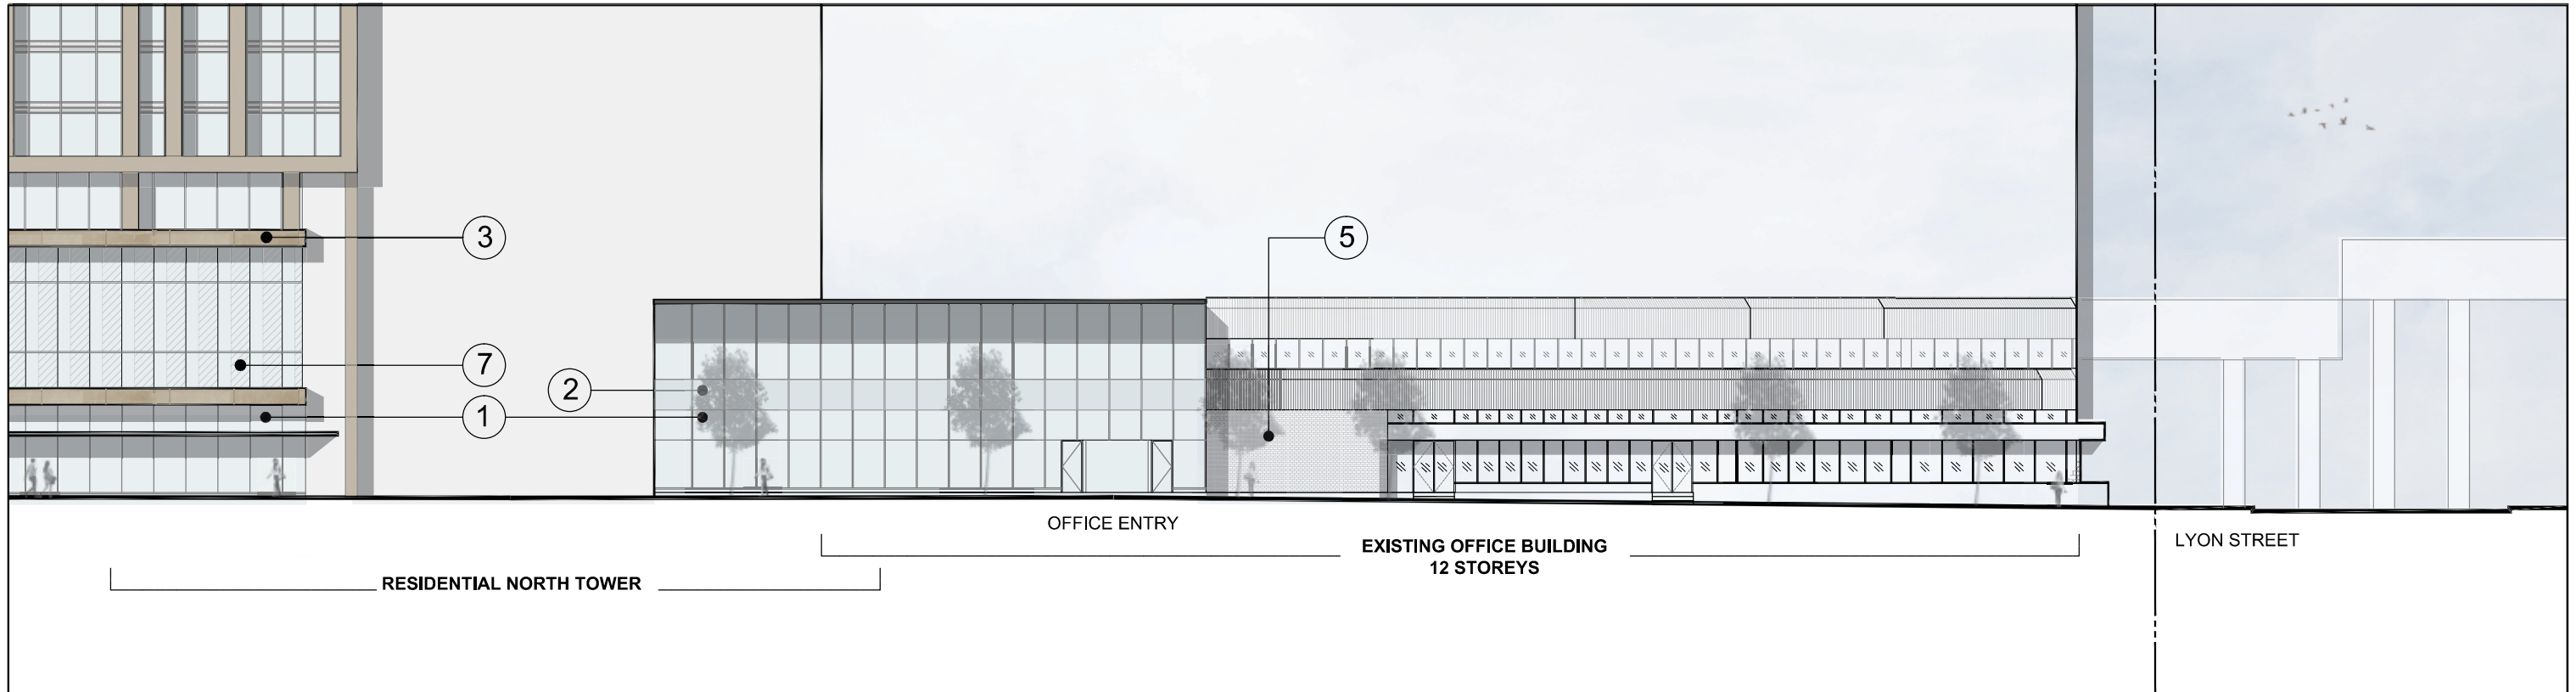 3
5
7
2
1
OFFICE ENTRY
EXISTING OFFICE BUILDING
12 STOREYS
LYON STREET
RESIDENTIAL NORTH TOWER